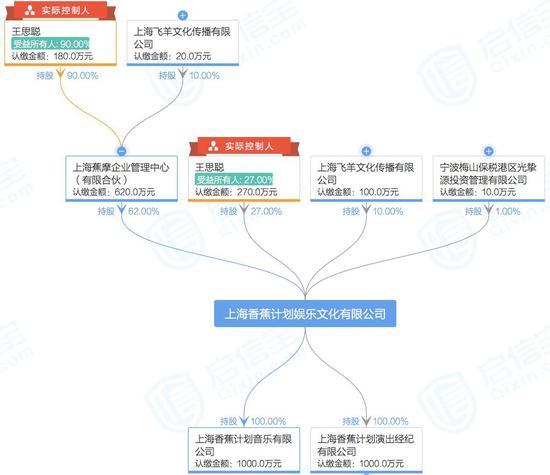 实际控制人
王思聪
受益所有人: 90.00%
认缴金额：180.0万元
上海飞羊文化传播有限
公司
认缴金额：20.0万元
持股 90.00%
持股 10.00%
上海蕉摩企业管理中心
（有限合伙）
认缴金额：620.0万元
实际控制人
王思聪
受益所有人: 27.00%
认缴金额：270.0万元
上海飞羊文化传播有限
公司
认缴金额：100.0万元
宁波梅山保税港区光挚
源投资管理有限公司
认缴金额：10.0万元
持股 62.00%
持股 27.00%
持股 10.00%
持股 1.00%
上海香蕉计划娱乐文化有限公司
持股 100.00%
持股 100.00%
上海香蕉计划音乐有限
公司
认缴金额：1000.0万元
上海香蕉计划演出经纪
有限公司
认缴金额：1000.0万元
启信宝
Qixin.com